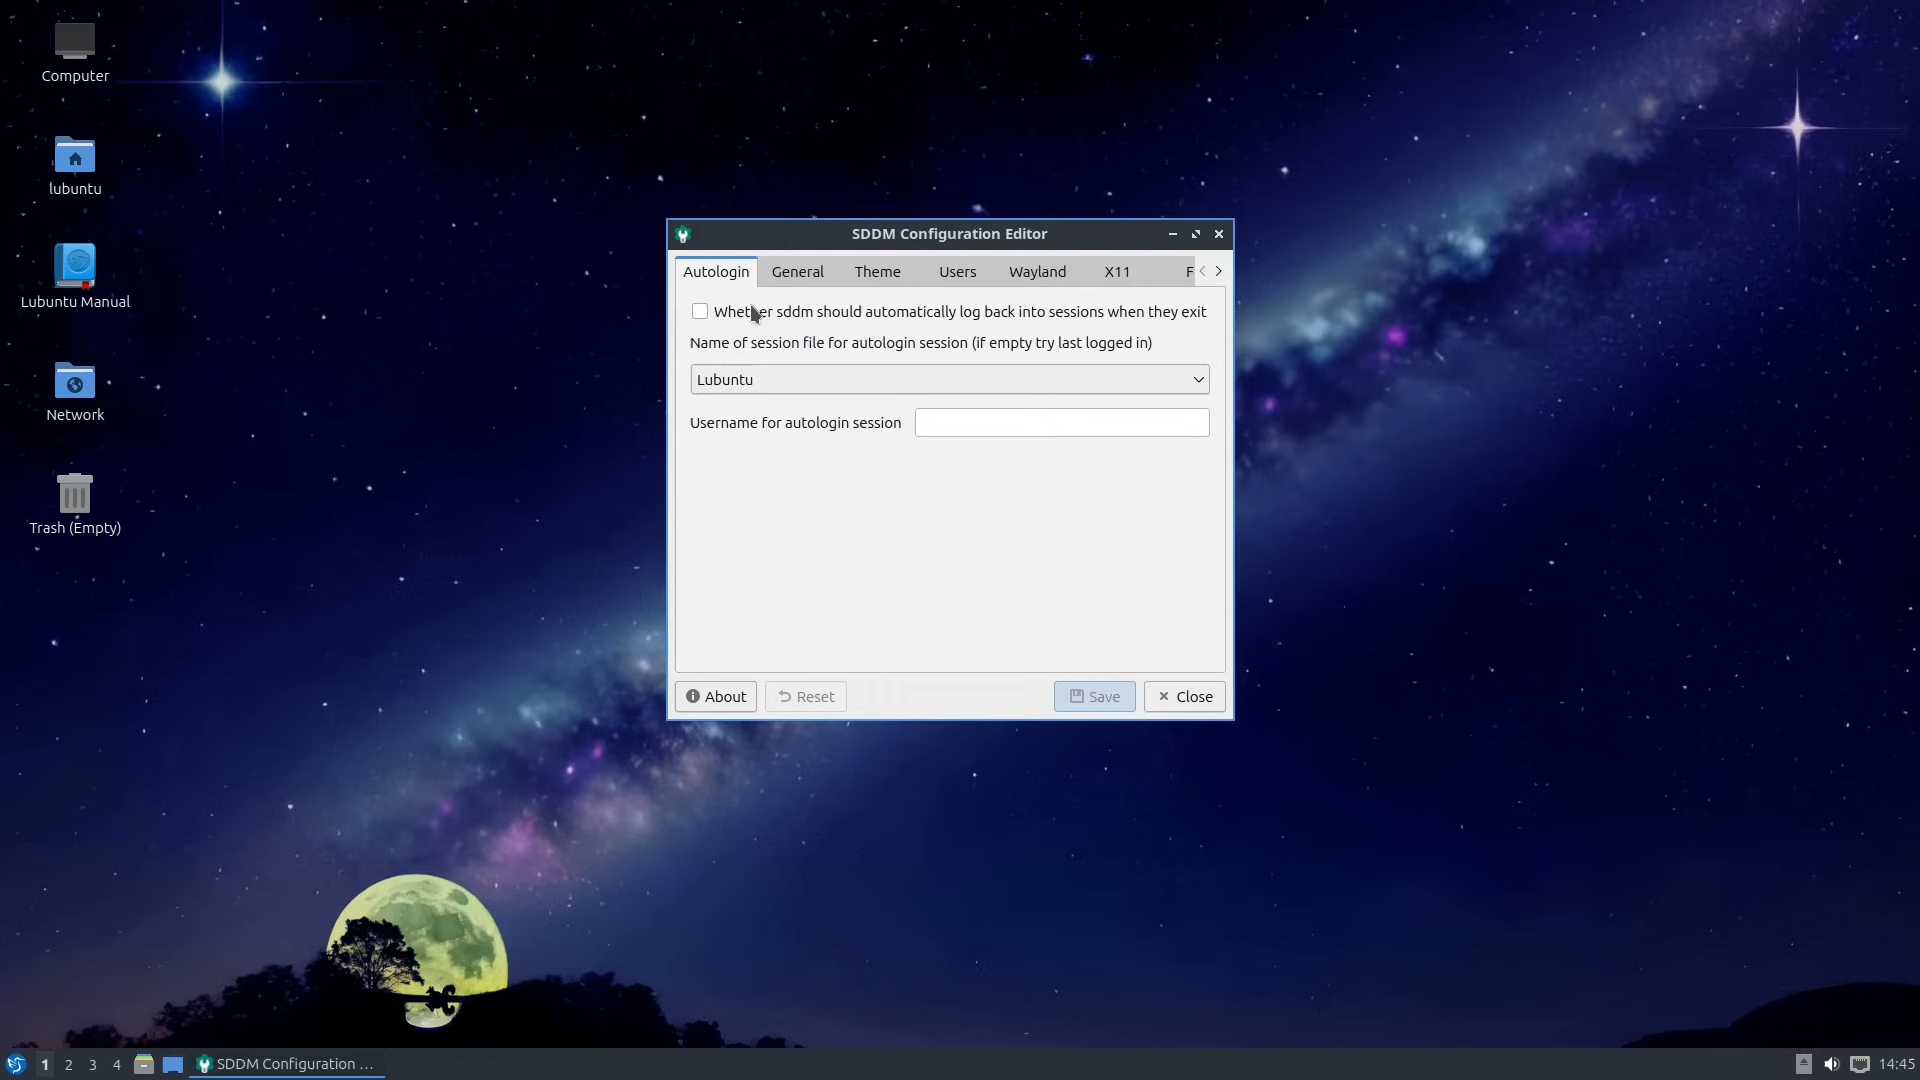 Computer
lubuntu
Lubuntu Manual
Network
Trash (Empty)
SDDM Configuration Editor
Autologin General Theme Users Wayland X11 F
Whether sddm should automatically log back into sessions when they exit
Name of session file for autologin session (if empty try last logged in)
Lubuntu
Username for autologin session
About Reset Save Close
1 2 3 4 SDDM Configuration ... 14:45